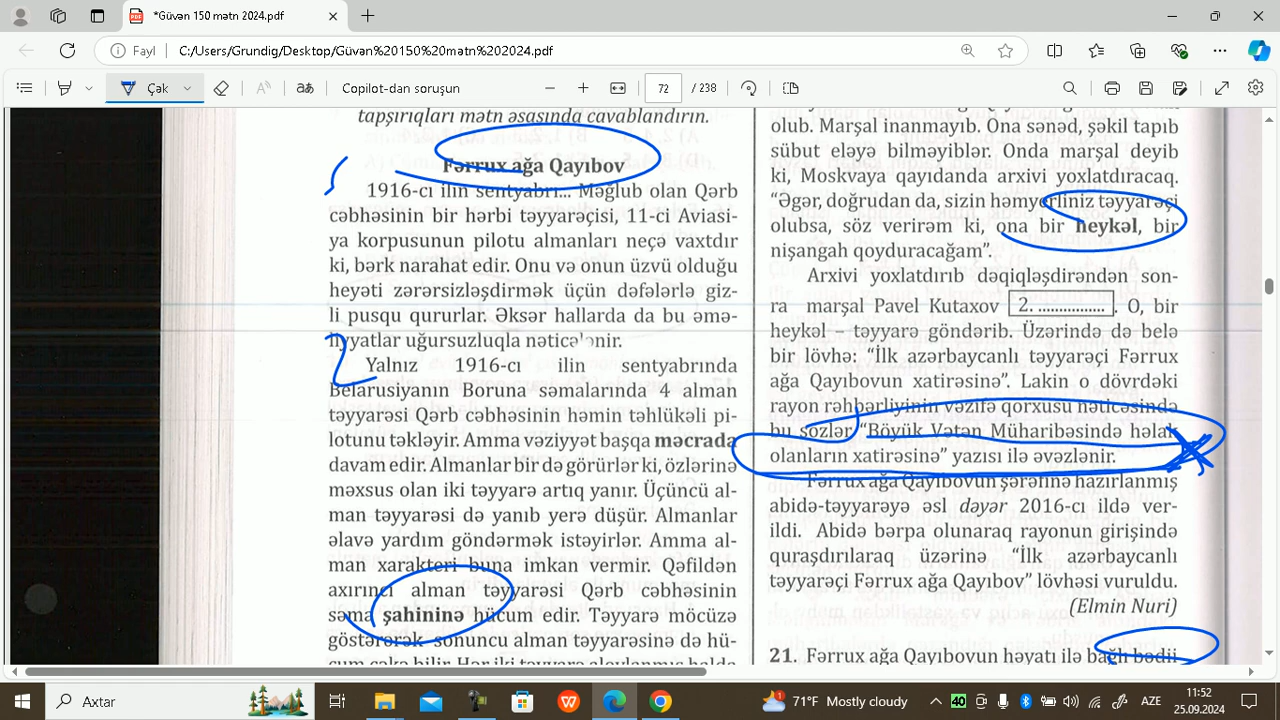 *Güvən 150 mətn 2024.pdf
Fayl
C:/Users/Grundig/Desktop/Güvən%20150%20mətn%202024.pdf
Çək
Copilot-dan soruşun
72 / 238
tapşırıqları mətn əsasında cavablandırın.
Fərrux ağa Qayıbov
1916-cı ilin sentyabrı... Məğlub olan Qərb
cəbhəsinin bir hərbi təyyarəçisi, 11-ci Aviasi-
ya korpusunun pilotu almanları neçə vaxtdır
ki, bərk narahat edir. Onu və onun üzvü olduğu
heyəti zərərsizləşdirmək üçün dəfələrlə giz-
li pusqu qururlar. Əksər hallarda da bu əmə-
liyyatlar uğursuzluqla nəticələnir.
Yalnız 1916-cı ilin sentyabrında
Belarusiyanın Boruna səmalarında 4 alman
təyyarəsi Qərb cəbhəsinin həmin təhlükəli pi-
lotunu təkləyir. Amma vəziyyət başqa məcrada
davam edir. Almanlar bir də görürlər ki, özlərinə
məxsus olan iki təyyarə artıq yanır. Üçüncü al-
man təyyarəsi də yanıb yerə düşür. Almanlar
əlavə yardım göndərmək istəyirlər. Amma al-
man xarakteri buna imkan vermir. Qəfildən
axırıncı alman təyyarəsi Qərb cəbhəsinin
səma şahininə hücum edir. Təyyarə möcüzə
göstərərək sonuncu alman təyyarəsinə də hü-
cum çəkə bilir. Hər iki təyyarə alovlanmış halda
olub. Marşal inanmayıb. Ona sənəd, şəkil tapıb
sübut eləyə bilməyiblər. Onda marşal deyib
ki, Moskvaya qayıdanda arxivi yoxlatdıracaq.
"Əgər, doğrudan da, sizin həmyerliniz təyyarəçi
olubsa, söz verirəm ki, ona bir heykəl, bir
nişangah qoyduracağam".
Arxivi yoxlatdırıb dəqiqləşdirəndən son-
ra marşal Pavel Kutaxov 2. ................ . O, bir
heykəl – təyyarə göndərib. Üzərində də belə
bir lövhə: "İlk azərbaycanlı təyyarəçi Fərrux
ağa Qayıbovun xatirəsinə". Lakin o dövrdəki
rayon rəhbərliyinin vəzifə qorxusu nəticəsində
bu sözlər "Böyük Vətən Müharibəsində həlak
olanların xatirəsinə" yazısı ilə əvəzlənir.
Fərrux ağa Qayıbovun şərəfinə hazırlanmış
abidə-təyyarəyə əsl dəyər 2016-cı ildə ver-
ildi. Abidə bərpa olunaraq rayonun girişində
quraşdırılaraq üzərinə "İlk azərbaycanlı
təyyarəçi Fərrux ağa Qayıbov" lövhəsi vuruldu.
(Elmin Nuri)
21. Fərrux ağa Qayıbovun həyatı ilə bağlı bədii
Axtar
71°F Mostly cloudy
40
AZE
11:52
25.09.2024